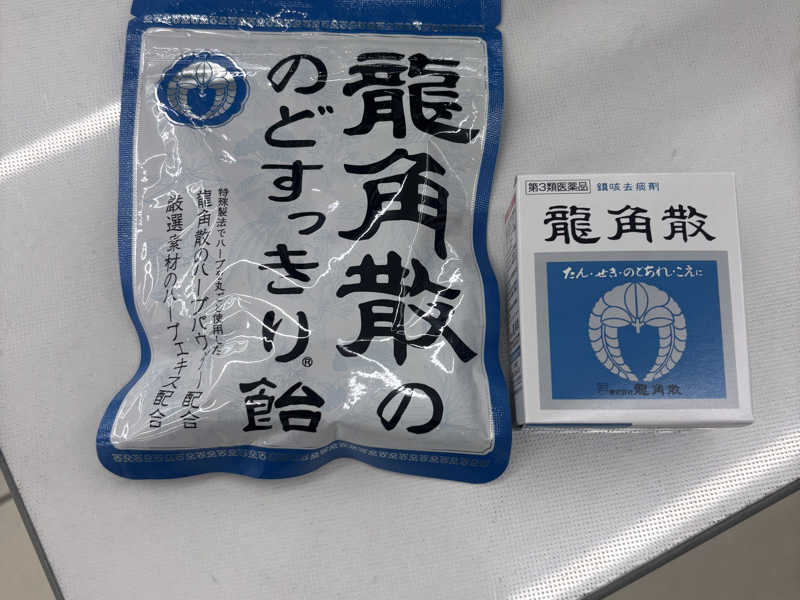 龍角散の
のどすっきり®飴
特殊製法でハーブを丸ごと使用した
龍角散のハーブパウダー配合
厳選素材のハーブエキス配合
第3類医薬品
鎮咳去痰剤
龍角散
たん・せき・のどあれ・こえに
株式会社龍角散